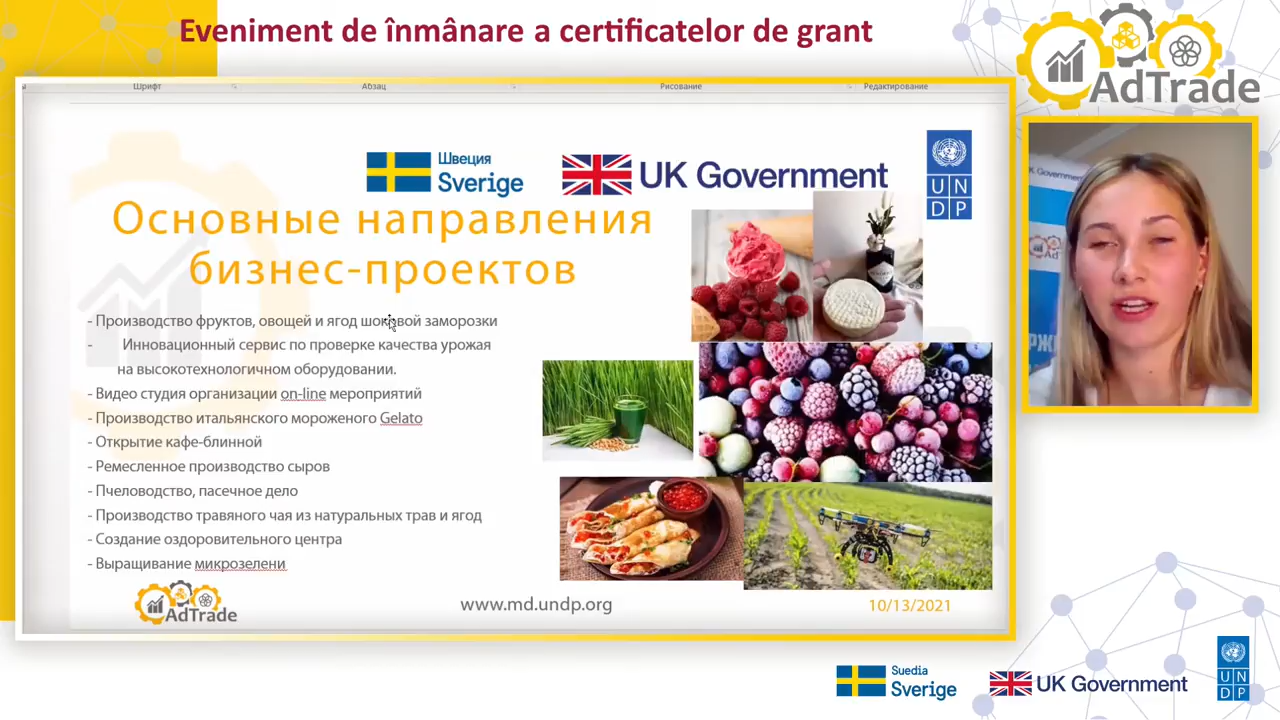 Eveniment de înmânare a certificatelor de grant
AdTrade
Шрифт
Абзац
Рисование
Редактирование
Швеция
Sverige
UK Government
U N
D P
Основные направления
бизнес-проектов
- Производство фруктов, овощей и ягод шоковой заморозки
- Инновационный сервис по проверке качества урожая
на высокотехнологичном оборудовании.
- Видео студия организации on-line мероприятий
- Производство итальянского мороженого Gelato
- Открытие кафе-блинной
- Ремесленное производство сыров
- Пчеловодство, пасечное дело
- Производство травяного чая из натуральных трав и ягод
- Создание оздоровительного центра
- Выращивание микрозелени
AdTrade
www.md.undp.org
10/13/2021
Suedia
Sverige
UK Government
U N
D P